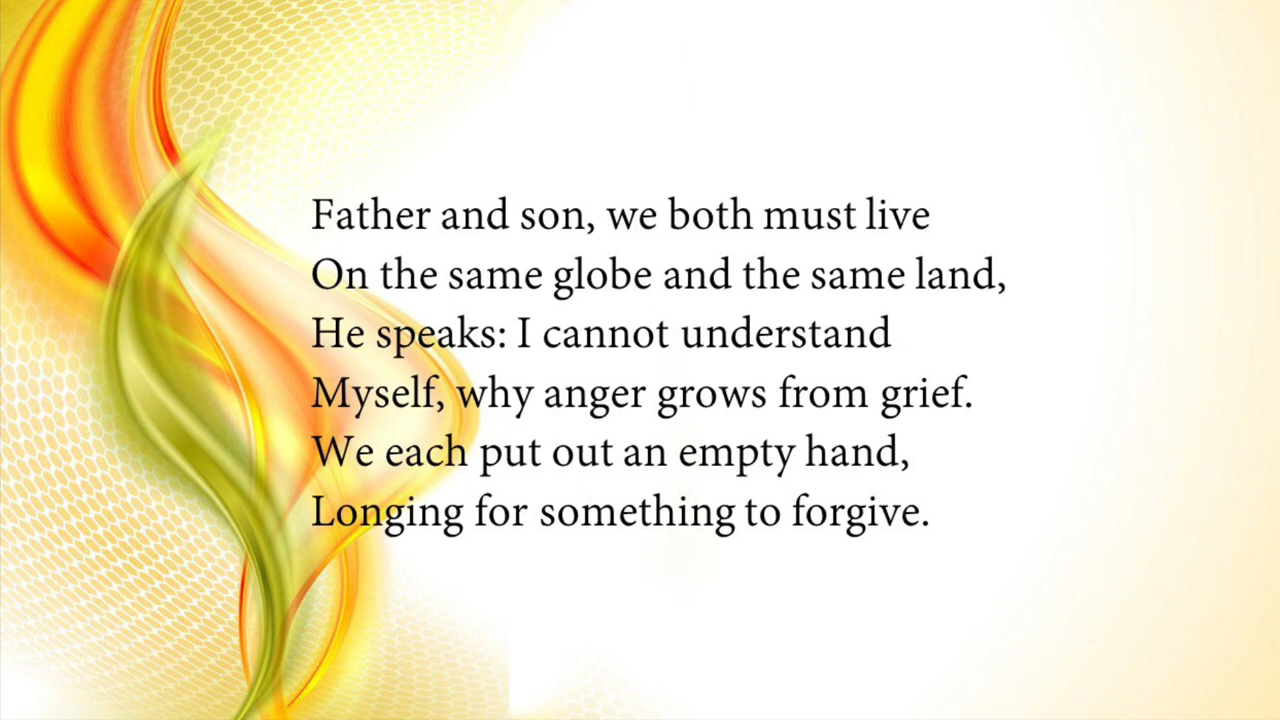 Father and son, we both must live
On the same globe and the same land,
He speaks: I cannot understand
Myself, why anger grows from grief.
We each put out an empty hand,
Longing for something to forgive.